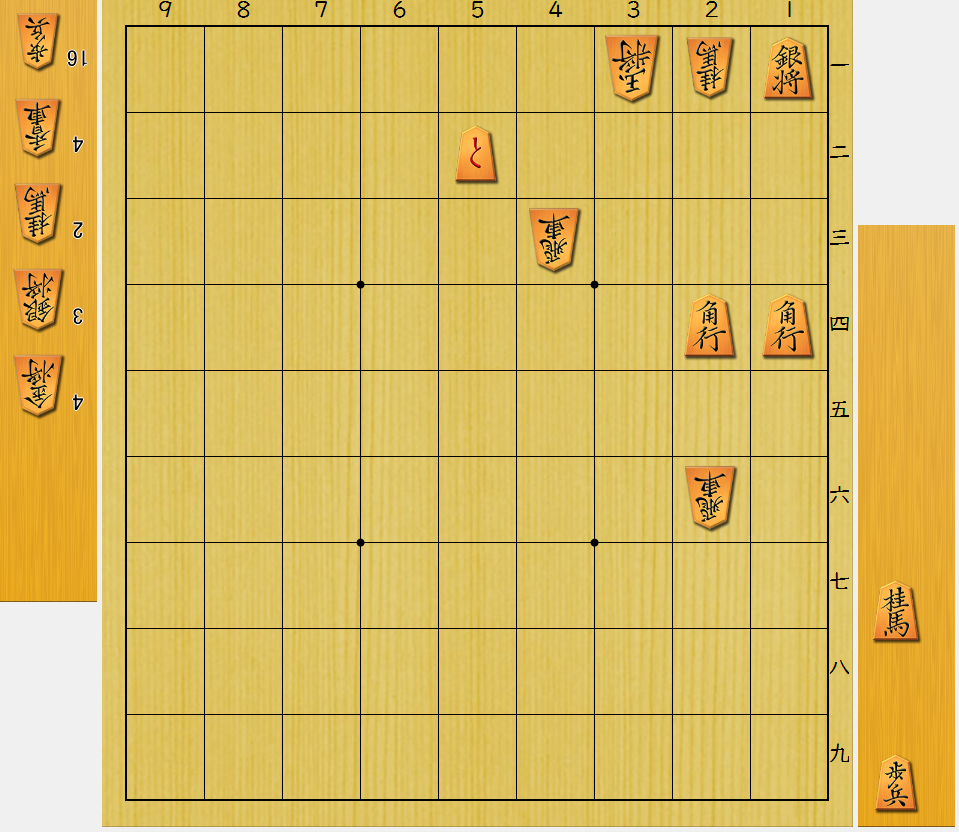 9 8 7 6 5 4 3 2 1
歩兵 16
香車 4
桂馬 2
銀将 3
金将 4
玉将 桂馬 銀将 一
と 二
飛車 三
角行 角行 四
五
飛車 六
七
八
九
桂馬
歩兵